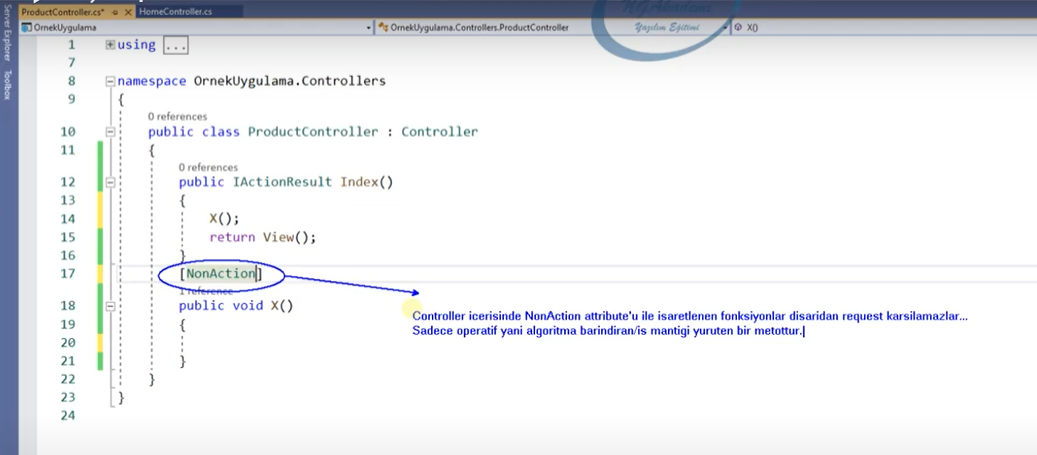 ProductController.cs* HomeController.cs
Server Explorer
Toolbox
OrnekUygulama OrnekUygulama.Controllers.ProductController X()
Yazılım Eğitimi
1 using ...
7
8 namespace OrnekUygulama.Controllers
9 {
0 references
10 public class ProductController : Controller
11 {
0 references
12 public IActionResult Index()
13 {
14 X();
15 return View();
16 }
17 [NonAction]
1 reference
18 public void X()
19 {
20
21 }
22 }
23 }
24
Controller icerisinde NonAction attribute'u ile isaretlenen fonksiyonlar disaridan request karsilamazlar...
Sadece operatif yani algoritma barindiran/is mantigi yuruten bir metottur.